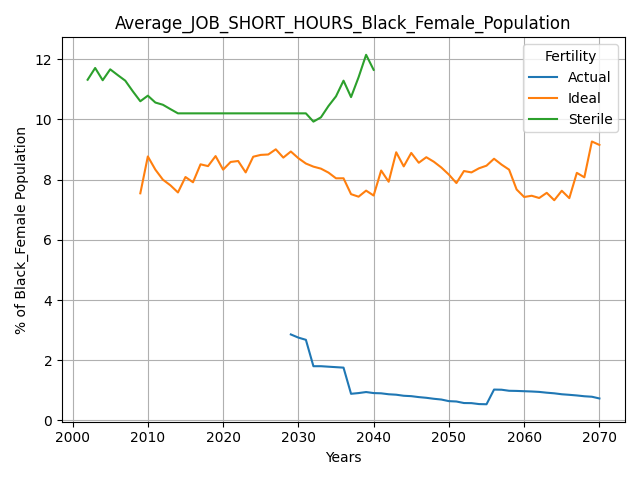 Average_JOB_SHORT_HOURS_Black_Female_Population
Fertility
Actual
Ideal
Sterile
% of Black_Female Population
12
10
8
6
4
2
0
2000 2010 2020 2030 2040 2050 2060 2070
Years